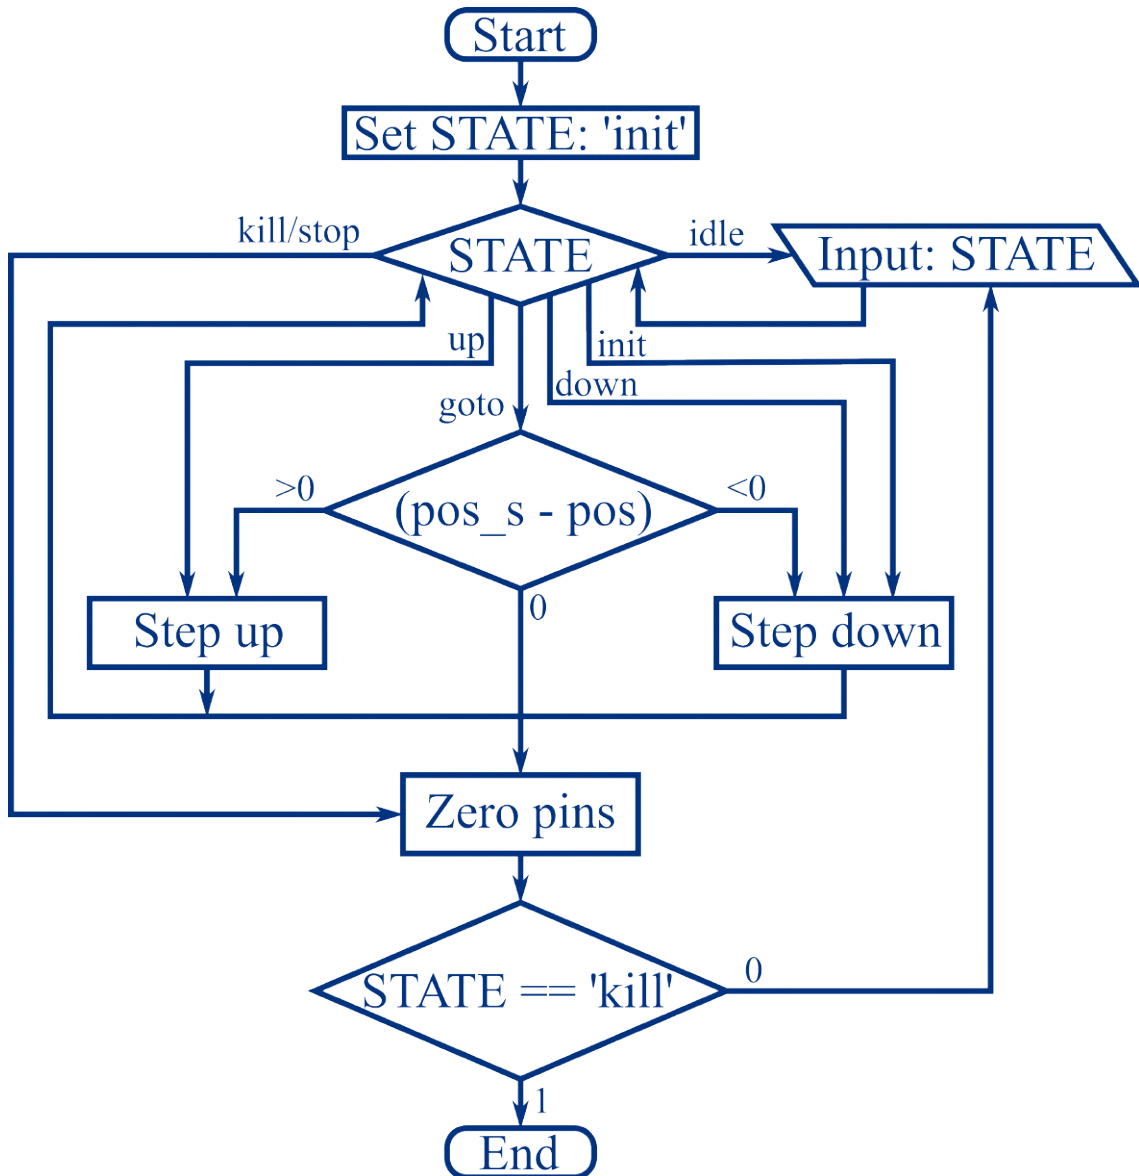 Start
Set STATE: 'init'
kill/stop
STATE
idle
Input: STATE
up
init
down
goto
>0
(pos_s - pos)
<0
Step up
0
Step down
Zero pins
STATE == 'kill'
0
1
End